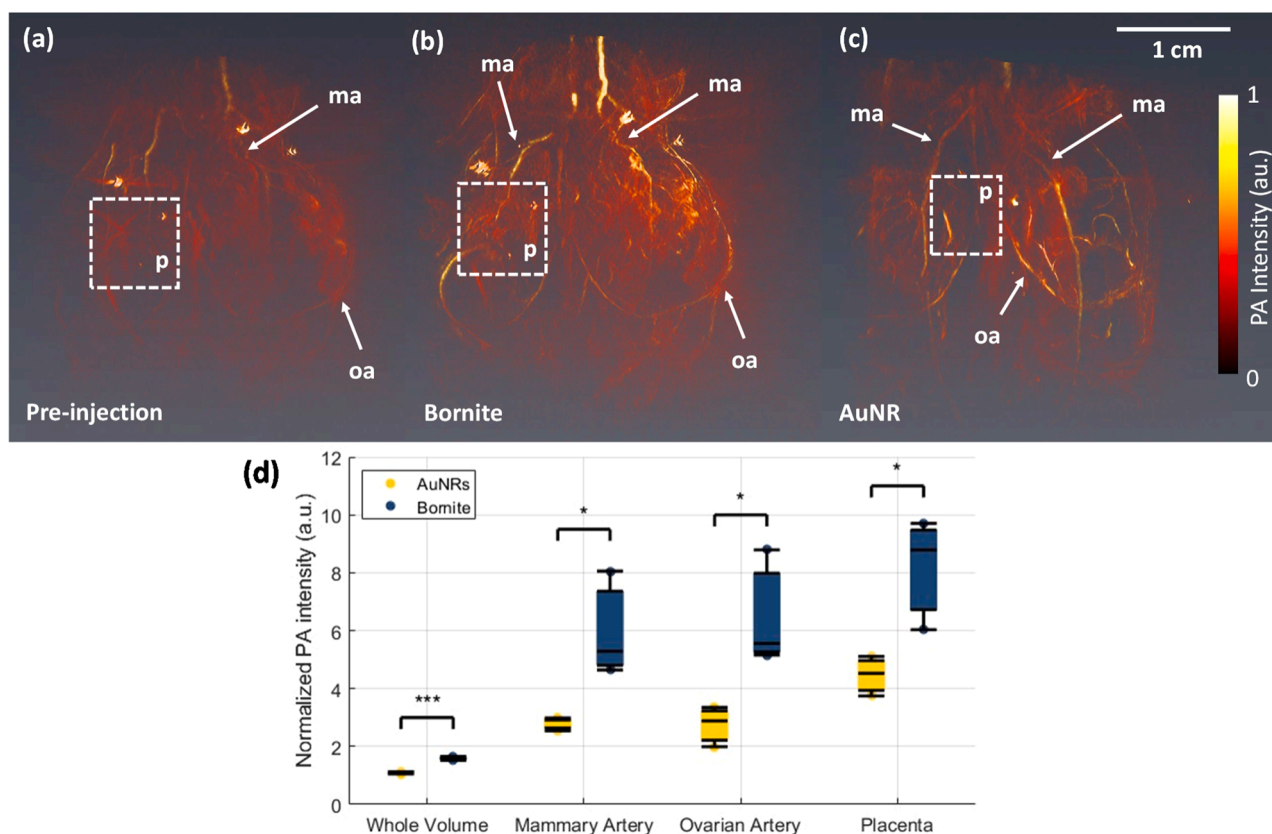 (a)
ma
p
oa
Pre-injection
(b)
ma
ma
p
oa
Bornite
(c)
1 cm
ma
ma
p
oa
AuNR
1
PA Intensity (au.)
0
(d)
Normalized PA intensity (a.u.)
12
10
8
6
4
2
0
AuNRs
Bornite
***
*
*
*
Whole Volume
Mammary Artery
Ovarian Artery
Placenta